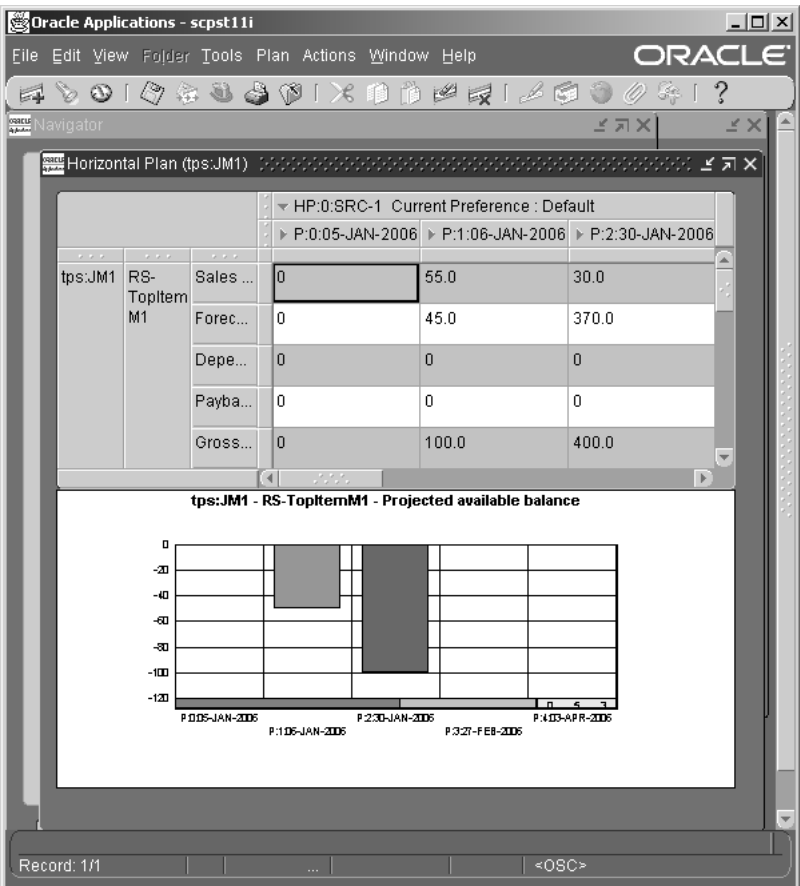 Oracle Applications - scpst11i
File Edit View Folder Tools Plan Actions Window Help ORACLE
Navigator
Horizontal Plan (tps:JM1)
HP:0:SRC-1 Current Preference : Default
P:0:05-JAN-2006 P:1:06-JAN-2006 P:2:30-JAN-2006
tps:JM1 RS-TopItemM1 Sales ... 0 55.0 30.0
Forec... 0 45.0 370.0
Depe... 0 0 0
Payba... 0 0 0
Gross... 0 100.0 400.0
tps:JM1 - RS-TopItemM1 - Projected available balance
0
-20
-40
-60
-80
-100
-120
P:0:05-JAN-2006 P:2:30-JAN-2006 P:4:03-APR-2006
P:1:06-JAN-2006 P:3:27-FEB-2006
Record: 1/1 ... <OSC>